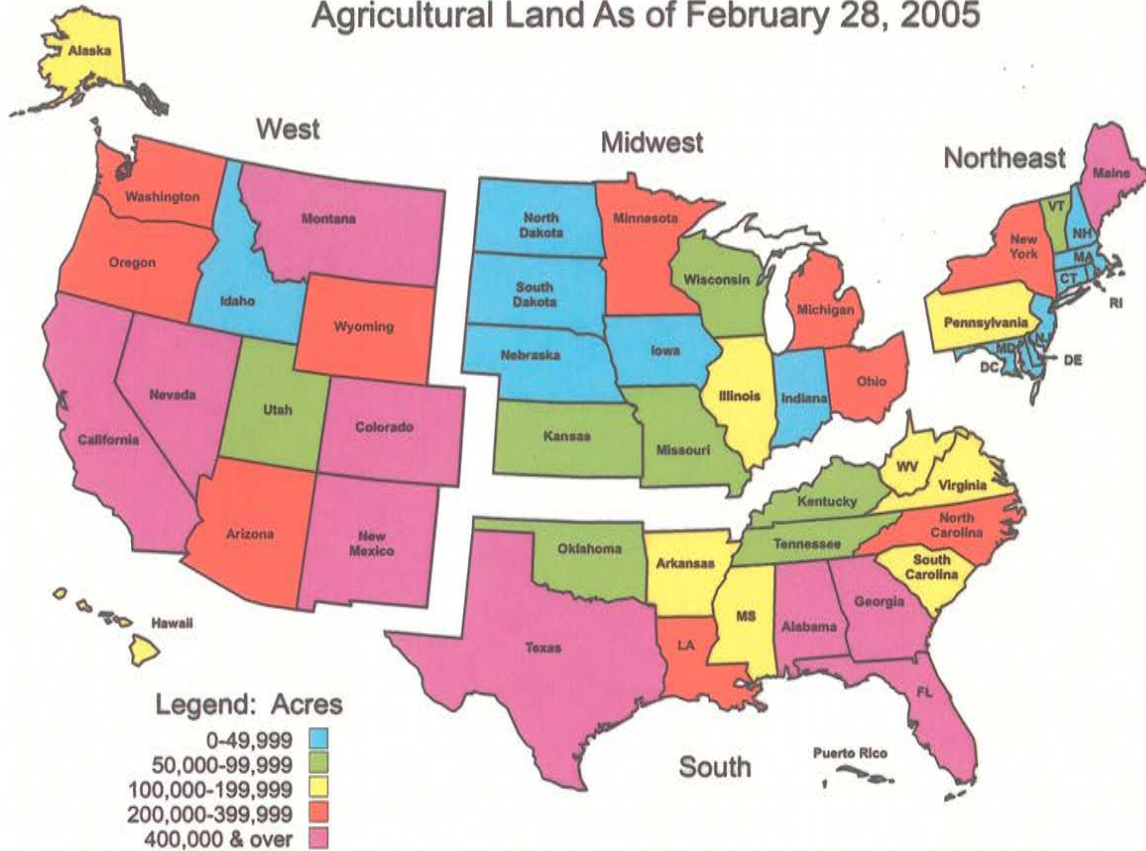 Agricultural Land As of February 28, 2005
Alaska
West
Midwest
Northeast
Washington
Oregon
Idaho
Montana
Wyoming
California
Nevada
Utah
Colorado
Arizona
New
Mexico
Hawaii
North
Dakota
South
Dakota
Nebraska
Kansas
Minnesota
Iowa
Missouri
Wisconsin
Illinois
Michigan
Indiana
Ohio
Maine
VT
NH
New
York
MA
CT
RI
Pennsylvania
NJ
MD
DE
DC
WV
Virginia
Kentucky
Tennessee
North
Carolina
South
Carolina
Oklahoma
Arkansas
Texas
LA
MS
Alabama
Georgia
FL
South
Puerto Rico
Legend: Acres
0-49,999
50,000-99,999
100,000-199,999
200,000-399,999
400,000 & over